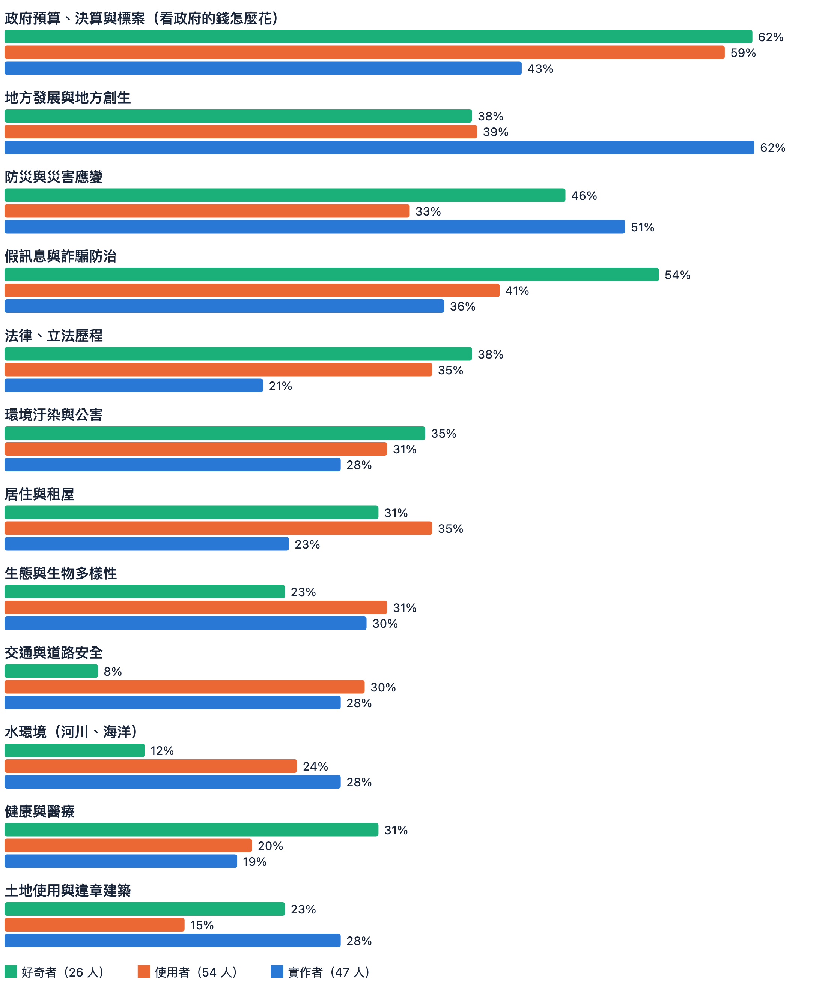 政府預算、決算與標案（看政府的錢怎麼花）
62%
59%
43%
地方發展與地方創生
38%
39%
62%
防災與災害應變
46%
33%
51%
假訊息與詐騙防治
54%
41%
36%
法律、立法歷程
38%
35%
21%
環境汙染與公害
35%
31%
28%
居住與租屋
31%
35%
23%
生態與生物多樣性
23%
31%
30%
交通與道路安全
8%
30%
28%
水環境（河川、海洋）
12%
24%
28%
健康與醫療
31%
20%
19%
土地使用與違章建築
23%
15%
28%
好奇者（26 人） 使用者（54 人） 實作者（47 人）